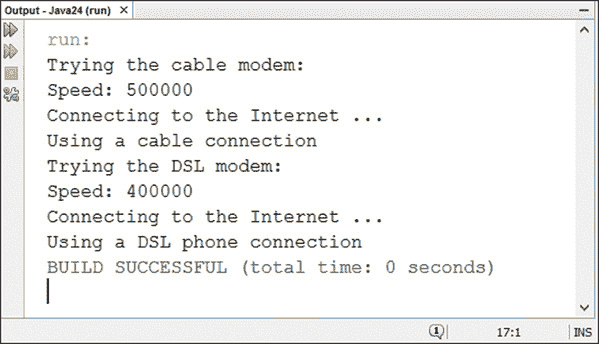 Output - Java24 (run) X
run:
Trying the cable modem:
Speed: 500000
Connecting to the Internet ...
Using a cable connection
Trying the DSL modem:
Speed: 400000
Connecting to the Internet ...
Using a DSL phone connection
BUILD SUCCESSFUL (total time: 0 seconds)
1 17:1 INS